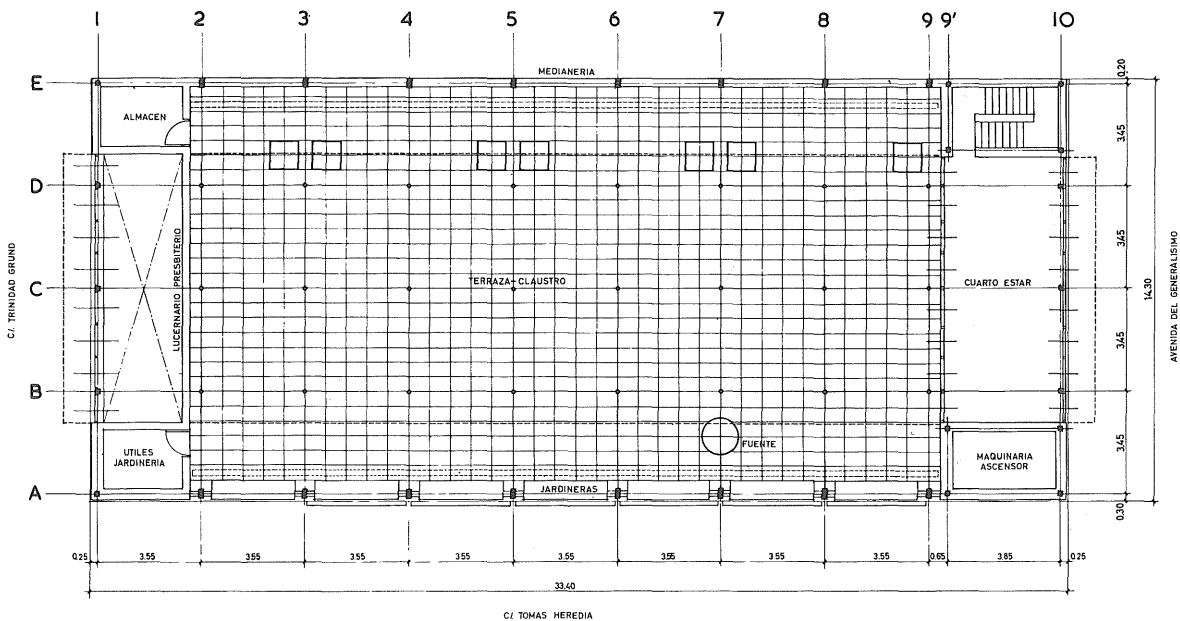 1 2 3 4 5 6 7 8 9 9' 10
E
D
C
B
A
MEDIANERIA
ALMACEN
LUCERNARIO PRESBITERIO
TERRAZA-CLAUSTRO
CUARTO ESTAR
UTILES
JARDINERIA
FUENTE
MAQUINARIA
ASCENSOR
JARDINERAS
C/. TRINIDAD GRUND
0.20
3.45
3.45
3.45
3.45
0.30
14.30
AVENIDA DEL GENERALISIMO
0.25 3.55 3.55 3.55 3.55 3.55 3.55 3.55 3.55 0.65 3.85 0.25
33.40
C/. TOMAS HEREDIA